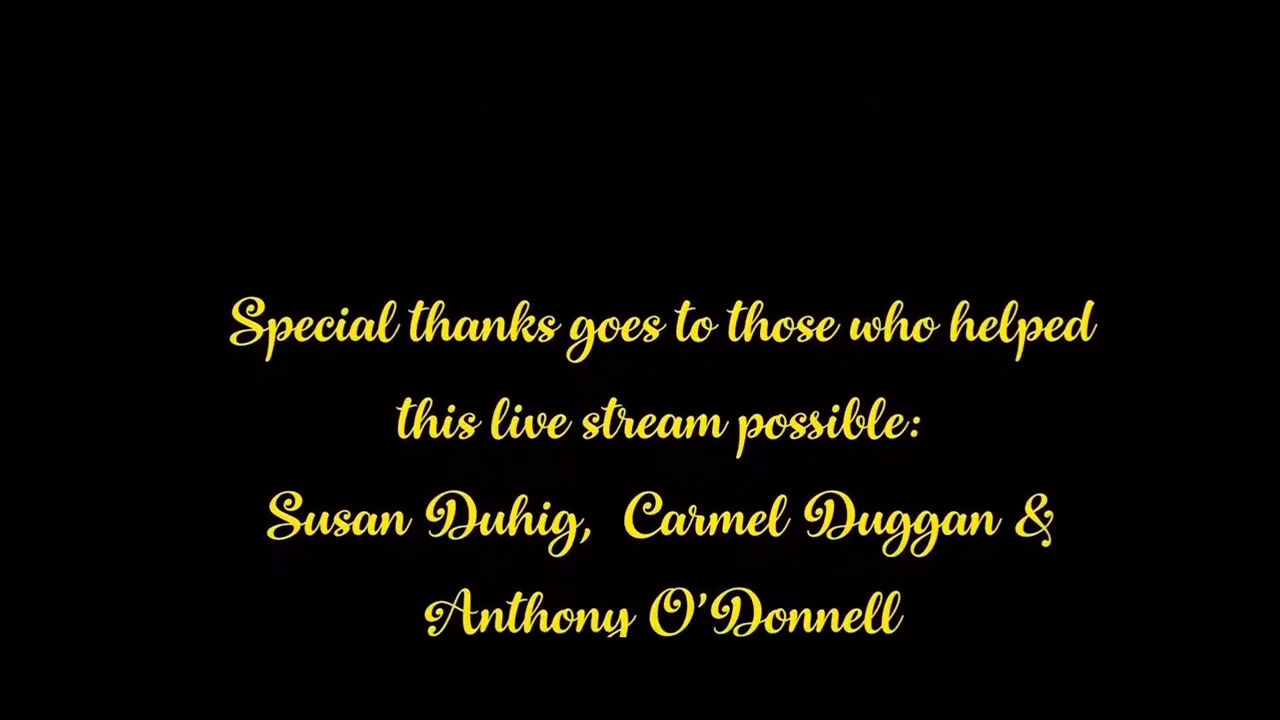 Special thanks goes to those who helped
this live stream possible:
Susan Duhig, Carmel Duggan &
Anthony O'Donnell